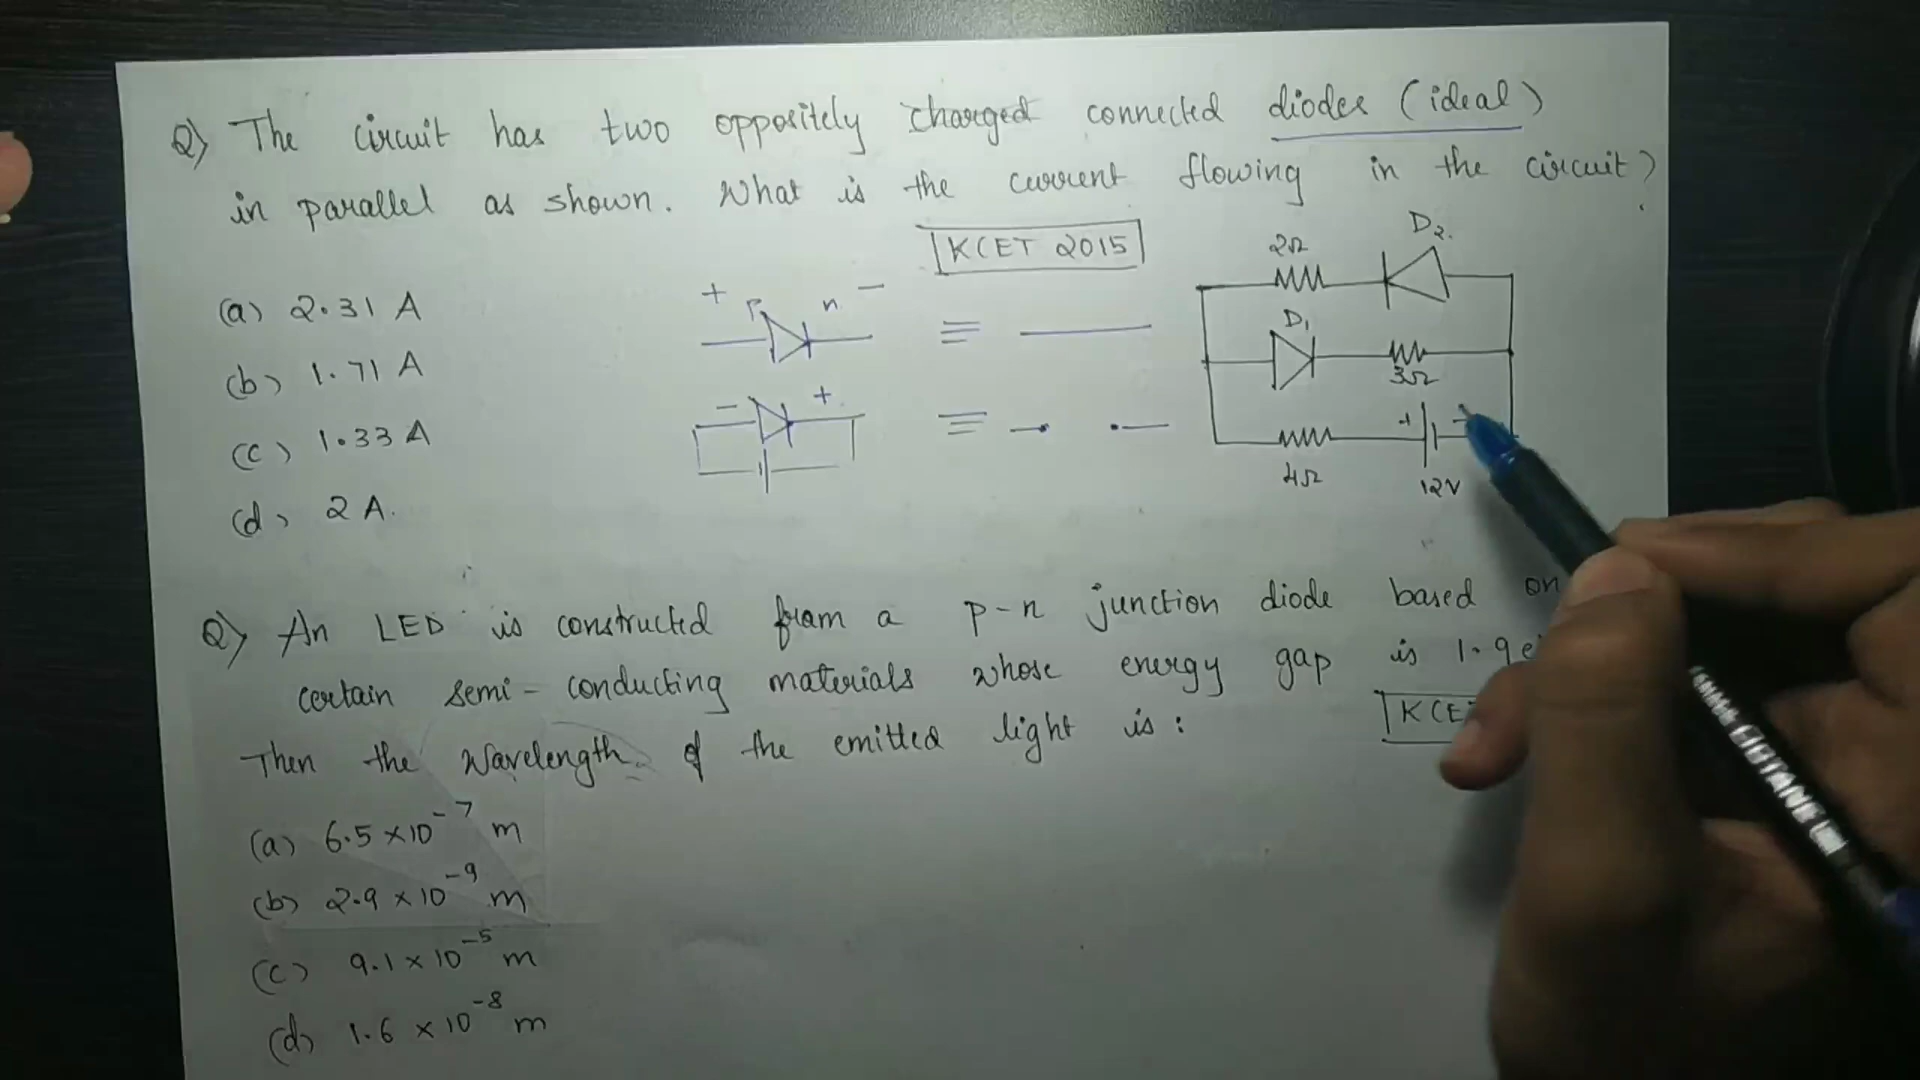 Q) The circuit has two oppositely charged connected diodes (ideal)
in parallel as shown. What is the current flowing in the circuit?
KCET 2015
(a) 2.31 A
(b) 1.71 A
(c) 1.33 A
(d) 2 A.
+ p n −
≡
− +
≡
2Ω D2.
D1
3Ω
+ −
4Ω 12V
Q) An LED is constructed from a p-n junction diode based on
certain semi-conducting materials whose energy gap is 1.9e
Then the wavelength of the emitted light is: KCE
(a) 6.5 × 10⁻⁷ m
(b) 2.9 × 10⁻⁹ m
(c) 9.1 × 10⁻⁵ m
(d) 1.6 × 10⁻⁸ m